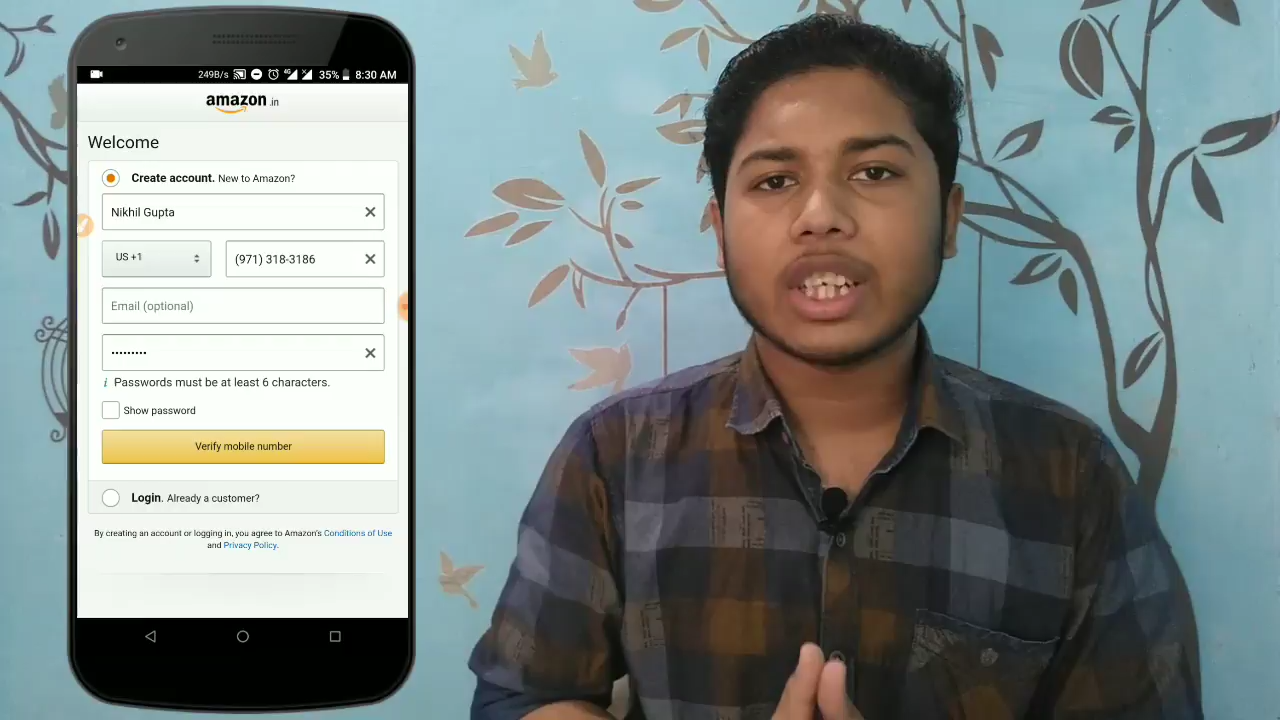 249B/s 4G 35% 8:30 AM
amazon.in
Welcome
Create account. New to Amazon?
Nikhil Gupta
US +1
(971) 318-3186
Email (optional)
•••••••••
i Passwords must be at least 6 characters.
Show password
Verify mobile number
Login. Already a customer?
By creating an account or logging in, you agree to Amazon's Conditions of Use
and Privacy Policy.